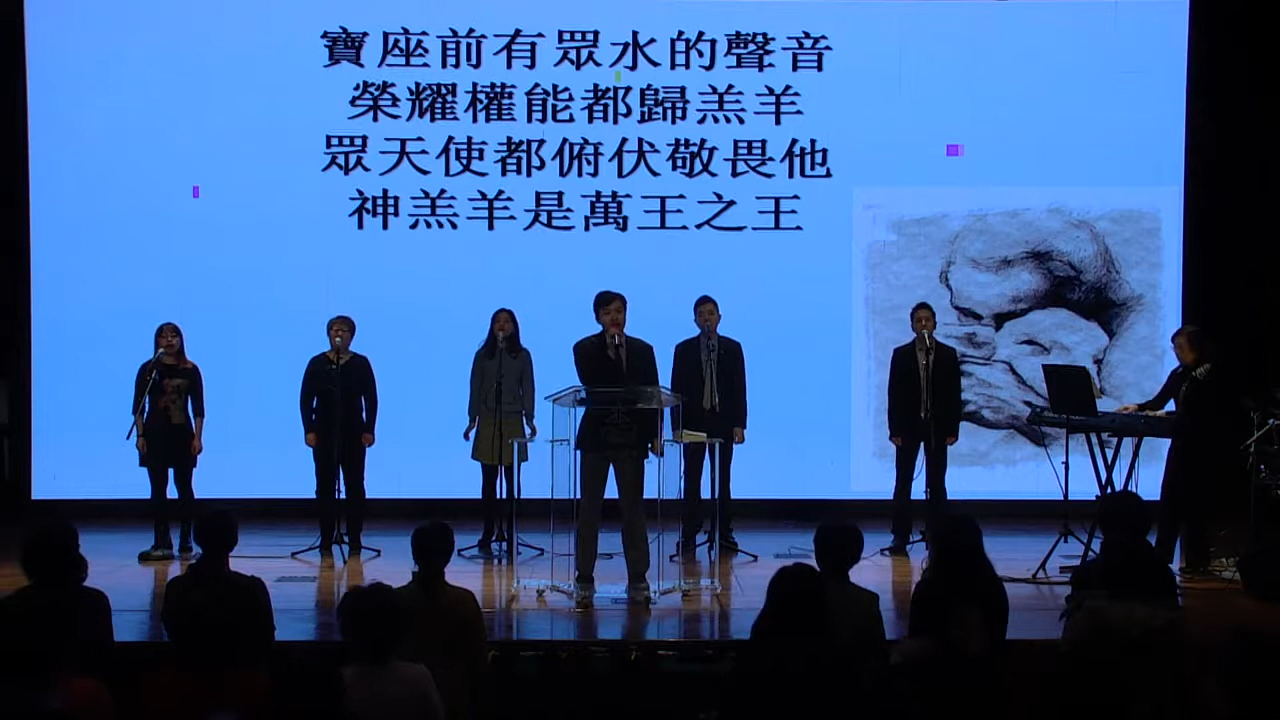 寶座前有眾水的聲音
榮耀權能都歸羔羊
眾天使都俯伏敬畏他
神羔羊是萬王之王